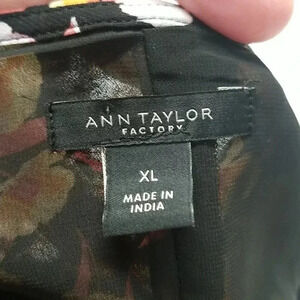 ANN TAYLOR
FACTORY
XL
MADE IN
INDIA